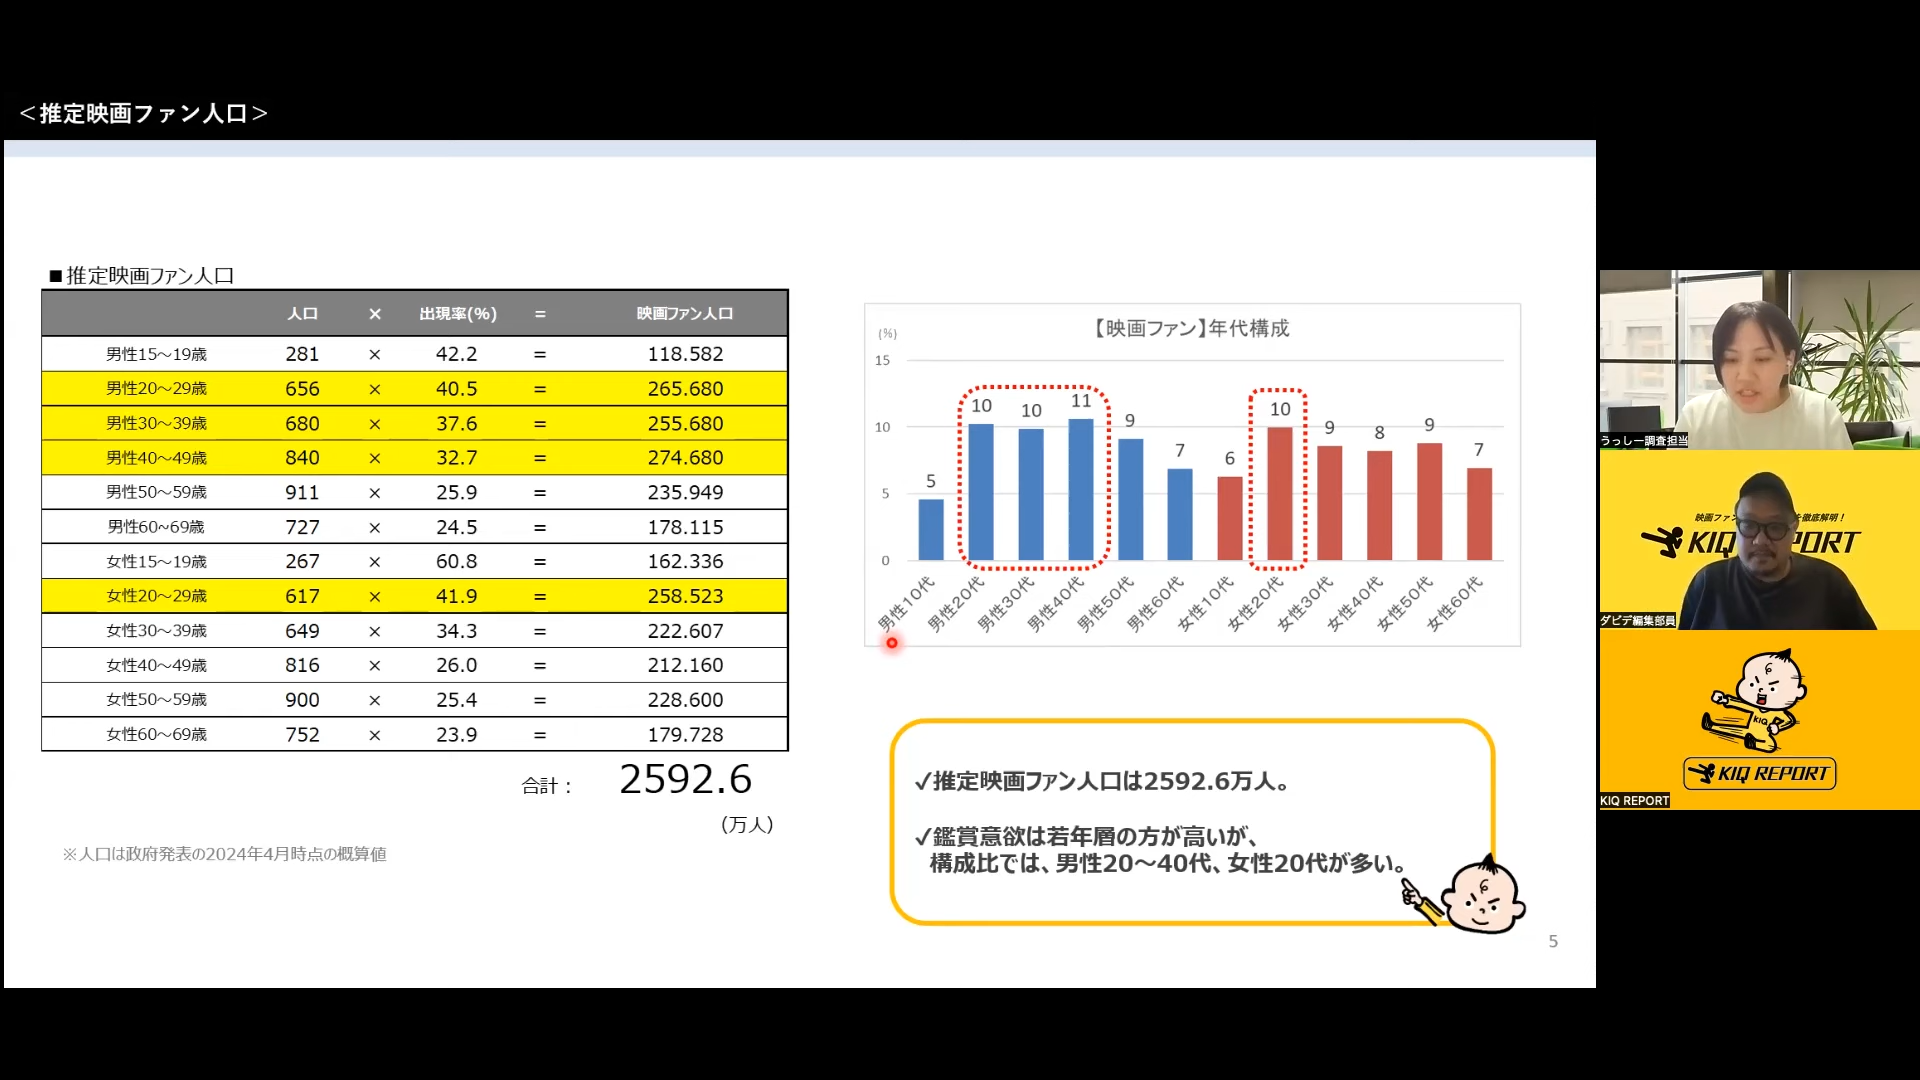 ＜推定映画ファン人口＞
■推定映画ファン人口
人口 × 出現率(%) = 映画ファン人口
男性15～19歳 281 × 42.2 = 118.582
男性20～29歳 656 × 40.5 = 265.680
男性30～39歳 680 × 37.6 = 255.680
男性40～49歳 840 × 32.7 = 274.680
男性50～59歳 911 × 25.9 = 235.949
男性60~69歳 727 × 24.5 = 178.115
女性15～19歳 267 × 60.8 = 162.336
女性20～29歳 617 × 41.9 = 258.523
女性30～39歳 649 × 34.3 = 222.607
女性40～49歳 816 × 26.0 = 212.160
女性50～59歳 900 × 25.4 = 228.600
女性60～69歳 752 × 23.9 = 179.728
合計： 2592.6
(万人)
※人口は政府発表の2024年4月時点の概算値
【映画ファン】年代構成
(%)
15
10
5
0
5 10 10 11 9 7 6 10 9 8 9 7
男性10代 男性20代 男性30代 男性40代 男性50代 男性60代 女性10代 女性20代 女性30代 女性40代 女性50代 女性60代
✓推定映画ファン人口は2592.6万人。
✓鑑賞意欲は若年層の方が高いが、
構成比では、男性20～40代、女性20代が多い。
5
うっしー調査担当
映画ファン
を徹底解明！
KIQ
PORT
ダビデ編集部員
KIQ
KIQ REPORT
KIQ REPORT